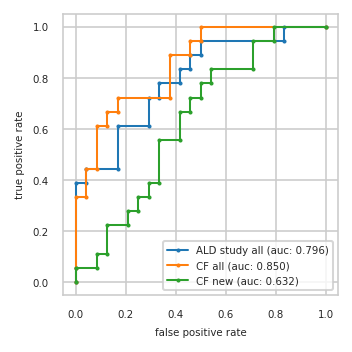 1.0
0.8
0.6
0.4
0.2
0.0
true positive rate
ALD study all (auc: 0.796)
CF all (auc: 0.850)
CF new (auc: 0.632)
0.0 0.2 0.4 0.6 0.8 1.0
false positive rate